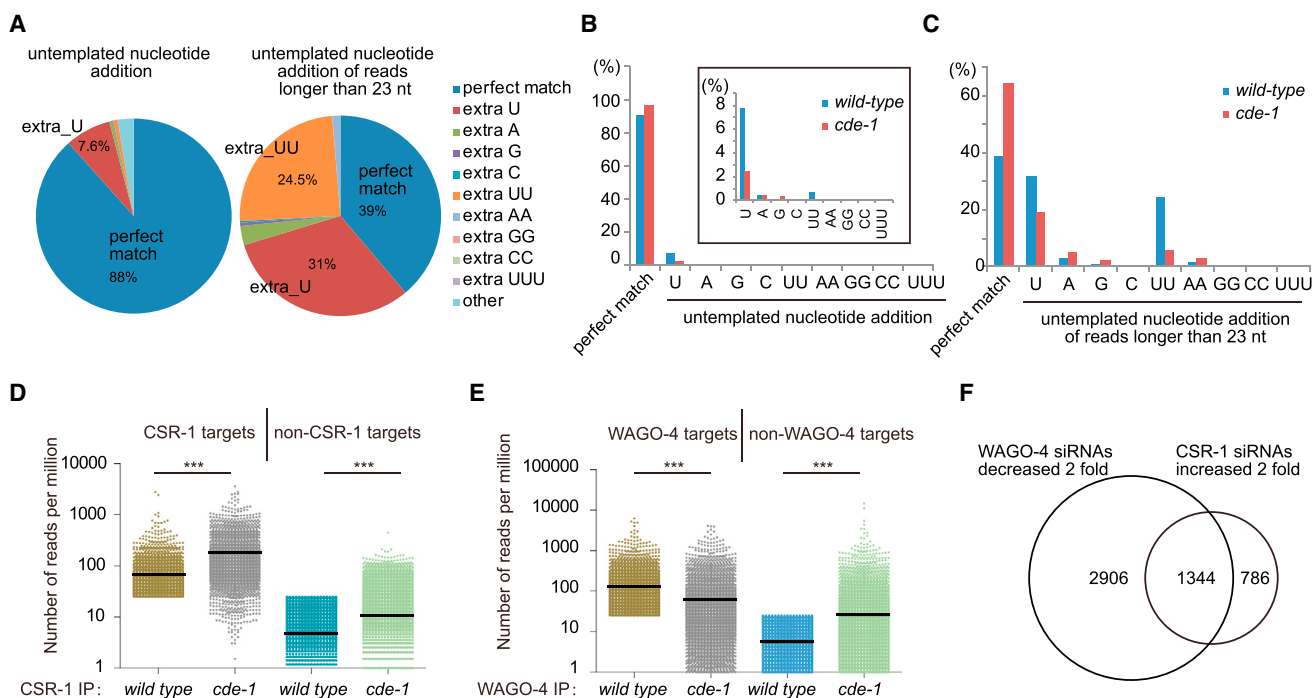 A
untemplated nucleotide
addition
extra_U
7.6%
perfect
match
88%
untemplated nucleotide
addition of reads
longer than 23 nt
extra_UU
24.5%
perfect
match
39%
31%
extra_U
perfect match
extra U
extra A
extra G
extra C
extra UU
extra AA
extra GG
extra CC
extra UUU
other
B
(%)
100
80
60
40
20
0
perfect match
U A G C UU AA GG CC UUU
untemplated nucleotide addition
(%)
8
6
4
2
0
U A G C UU AA GG CC UUU
wild-type
cde-1
C
(%)
60
40
20
0
wild-type
cde-1
perfect match
U A G C UU AA GG CC UUU
untemplated nucleotide addition
of reads longer than 23 nt
D
CSR-1 targets non-CSR-1 targets
Number of reads per million
10000
1000
100
10
1
*** ***
CSR-1 IP: wild type cde-1 wild type cde-1
E
WAGO-4 targets non-WAGO-4 targets
Number of reads per million
100000
10000
1000
100
10
1
*** ***
WAGO-4 IP: wild type cde-1 wild type cde-1
F
WAGO-4 siRNAs
decreased 2 fold
CSR-1 siRNAs
increased 2 fold
2906 1344 786